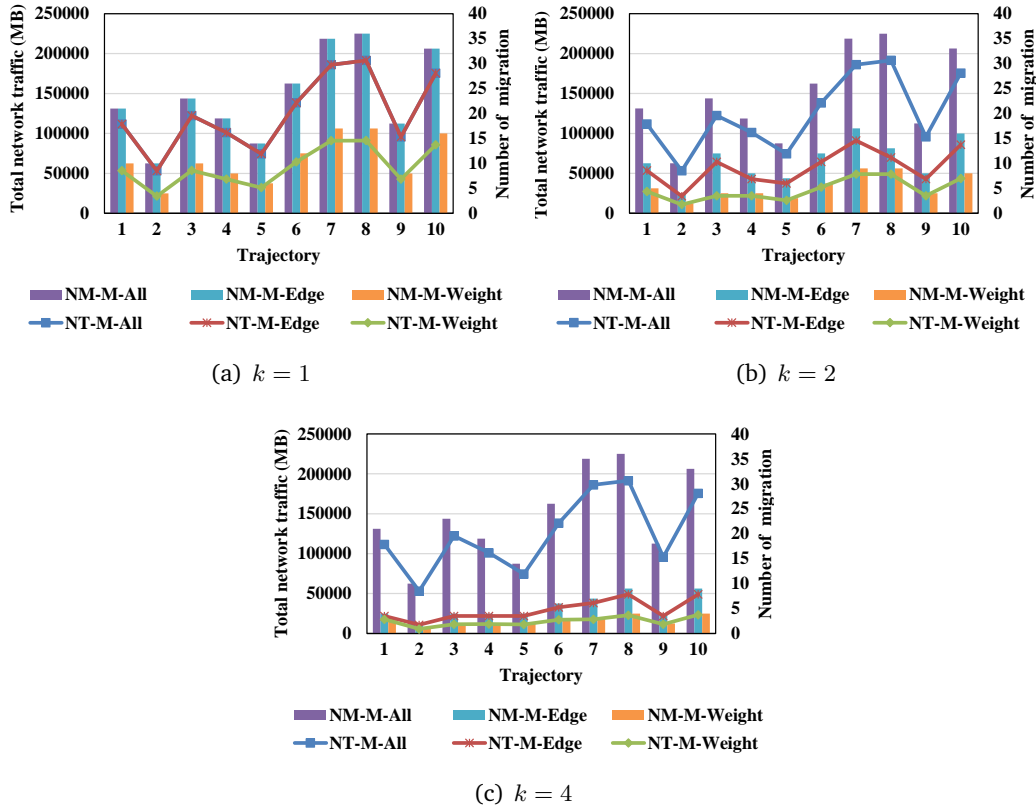 Total network traffic (MB)
250000
200000
150000
100000
50000
0
40
35
30
25
20
15
10
5
0
Number of migration
1 2 3 4 5 6 7 8 9 10
Trajectory
NM-M-All NM-M-Edge NM-M-Weight
NT-M-All NT-M-Edge NT-M-Weight
(a) k = 1
Total network traffic (MB)
250000
200000
150000
100000
50000
0
40
35
30
25
20
15
10
5
0
Number of migration
1 2 3 4 5 6 7 8 9 10
Trajectory
NM-M-All NM-M-Edge NM-M-Weight
NT-M-All NT-M-Edge NT-M-Weight
(b) k = 2
Total network traffic (MB)
250000
200000
150000
100000
50000
0
40
35
30
25
20
15
10
5
0
Number of migration
1 2 3 4 5 6 7 8 9 10
Trajectory
NM-M-All NM-M-Edge NM-M-Weight
NT-M-All NT-M-Edge NT-M-Weight
(c) k = 4